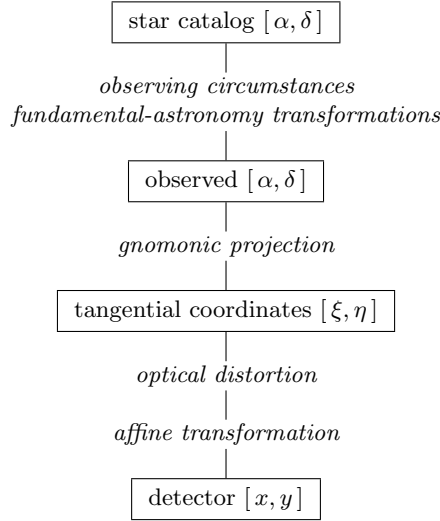 star catalog [ α, δ ]
observing circumstances
fundamental-astronomy transformations
observed [ α, δ ]
gnomonic projection
tangential coordinates [ ξ, η ]
optical distortion
affine transformation
detector [ x, y ]